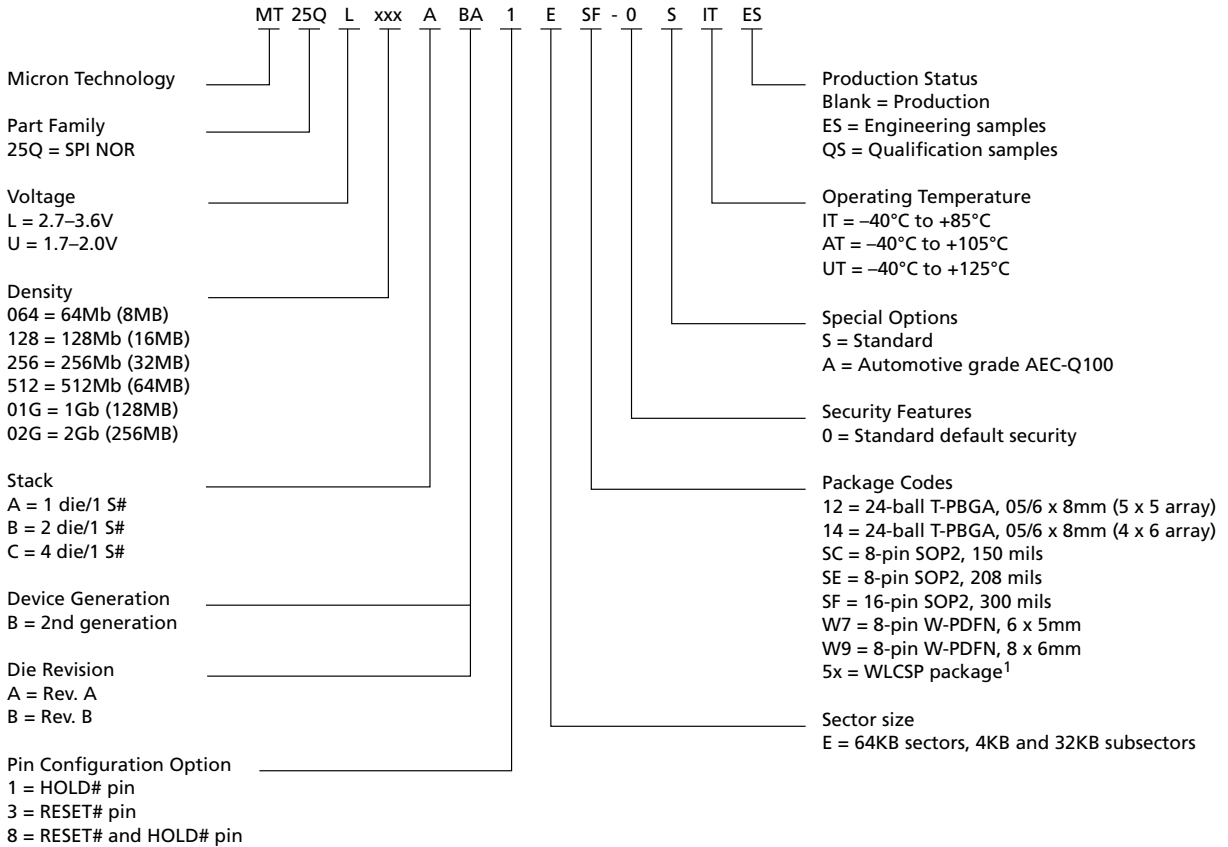 MT 25Q L xxx A BA 1 E SF - 0 S IT ES
Micron Technology
Part Family
25Q = SPI NOR
Voltage
L = 2.7–3.6V
U = 1.7–2.0V
Density
064 = 64Mb (8MB)
128 = 128Mb (16MB)
256 = 256Mb (32MB)
512 = 512Mb (64MB)
01G = 1Gb (128MB)
02G = 2Gb (256MB)
Stack
A = 1 die/1 S#
B = 2 die/1 S#
C = 4 die/1 S#
Device Generation
B = 2nd generation
Die Revision
A = Rev. A
B = Rev. B
Pin Configuration Option
1 = HOLD# pin
3 = RESET# pin
8 = RESET# and HOLD# pin
Production Status
Blank = Production
ES = Engineering samples
QS = Qualification samples
Operating Temperature
IT = –40°C to +85°C
AT = –40°C to +105°C
UT = –40°C to +125°C
Special Options
S = Standard
A = Automotive grade AEC-Q100
Security Features
0 = Standard default security
Package Codes
12 = 24-ball T-PBGA, 05/6 x 8mm (5 x 5 array)
14 = 24-ball T-PBGA, 05/6 x 8mm (4 x 6 array)
SC = 8-pin SOP2, 150 mils
SE = 8-pin SOP2, 208 mils
SF = 16-pin SOP2, 300 mils
W7 = 8-pin W-PDFN, 6 x 5mm
W9 = 8-pin W-PDFN, 8 x 6mm
5x = WLCSP package1
Sector size
E = 64KB sectors, 4KB and 32KB subsectors